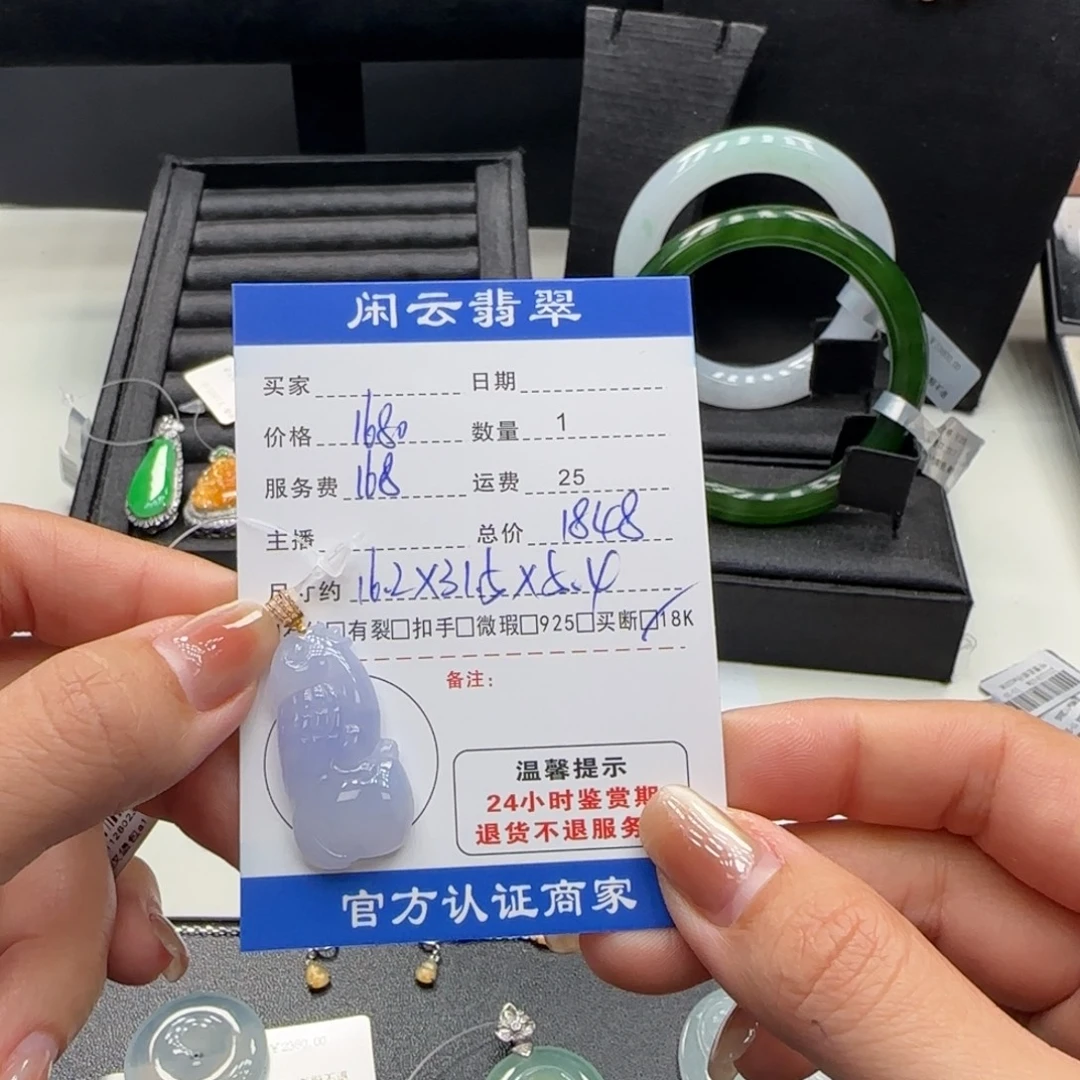 闲云翡翠
买家 日期
价格 1680 数量 1
服务费 168 运费 25
主播 总价 1848
尺寸约 16.2X31.5X5.4
□有裂□扣手□微瑕□925□买断□18K
备注:
温馨提示
24小时鉴赏期
退货不退服务
官方认证商家